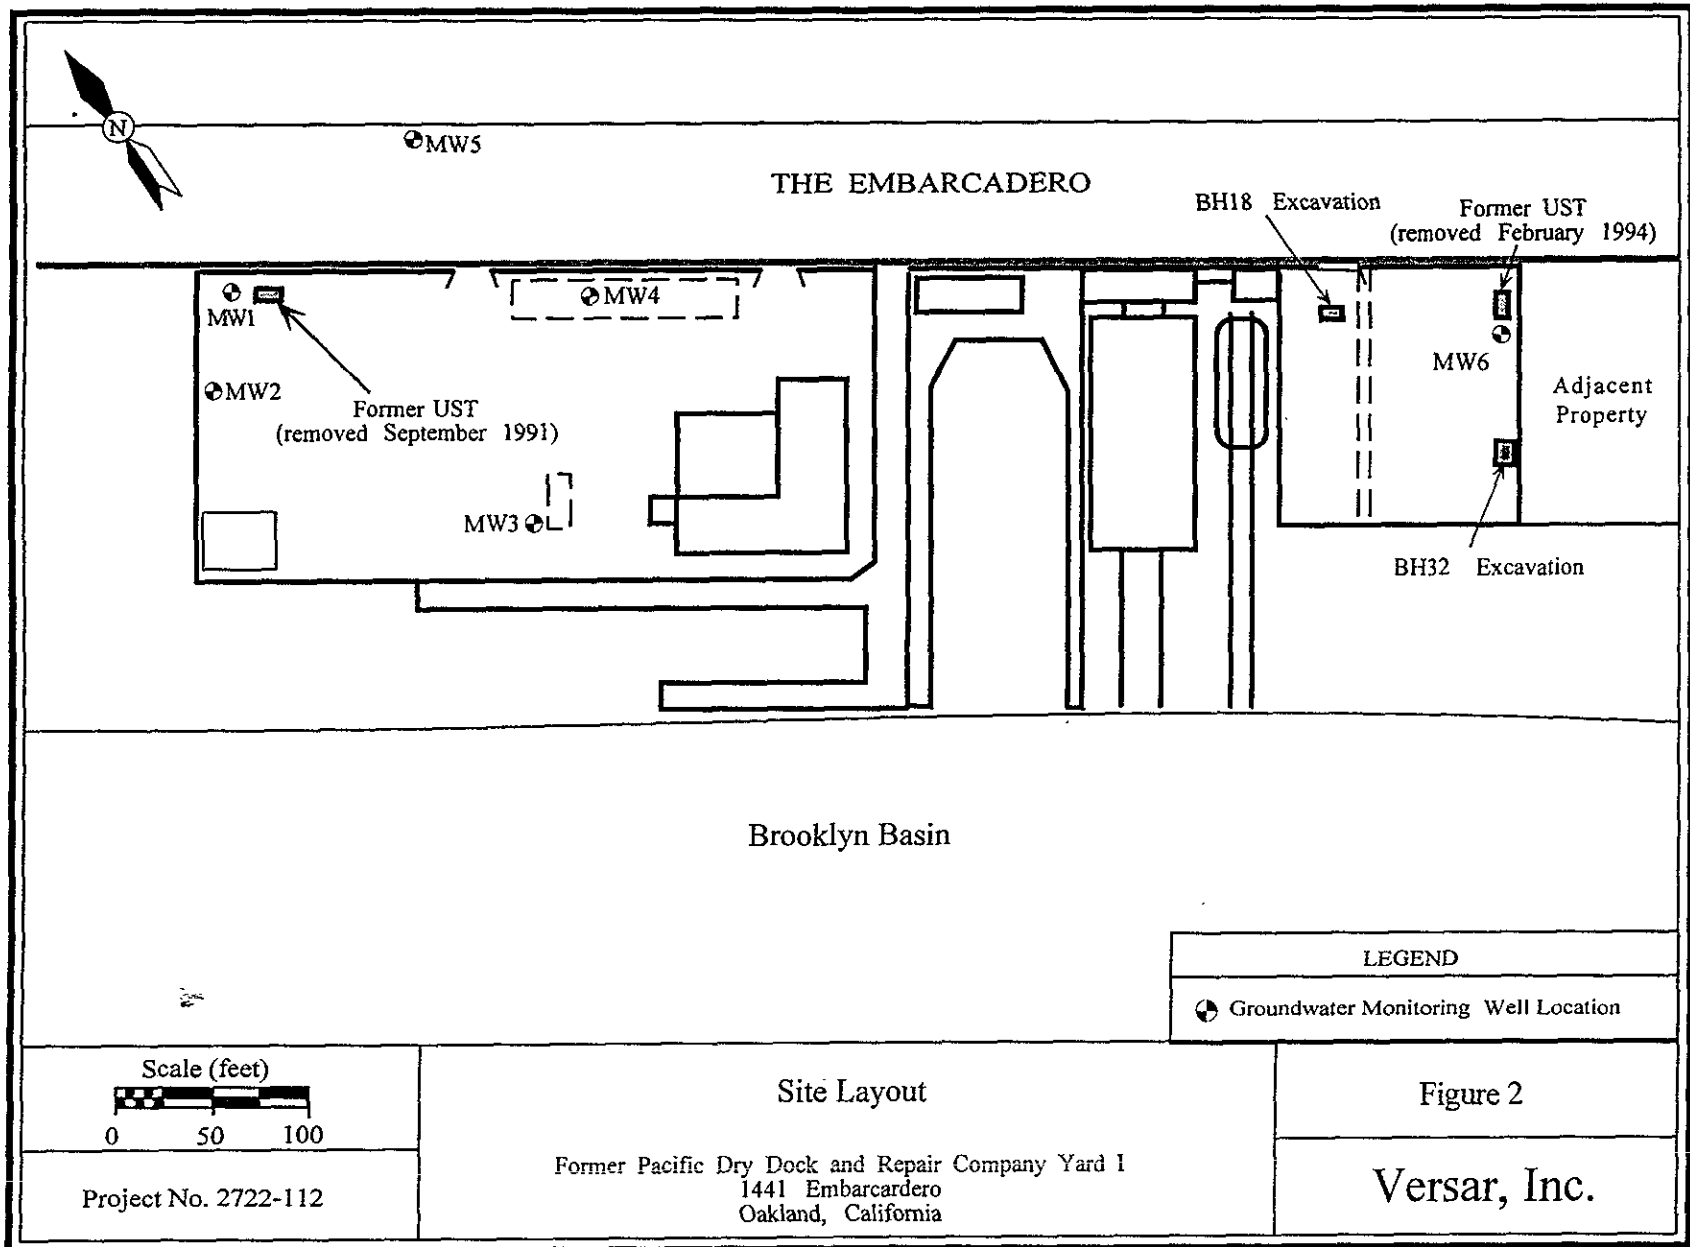 N
MW5
THE EMBARCADERO
BH18 Excavation
Former UST
(removed February 1994)
MW1
MW4
MW6
MW2
Former UST
(removed September 1991)
Adjacent
Property
MW3
BH32 Excavation
Brooklyn Basin
LEGEND
Groundwater Monitoring Well Location
Scale (feet)
0 50 100
Project No. 2722-112
Site Layout
Former Pacific Dry Dock and Repair Company Yard I
1441 Embarcardero
Oakland, California
Figure 2
Versar, Inc.